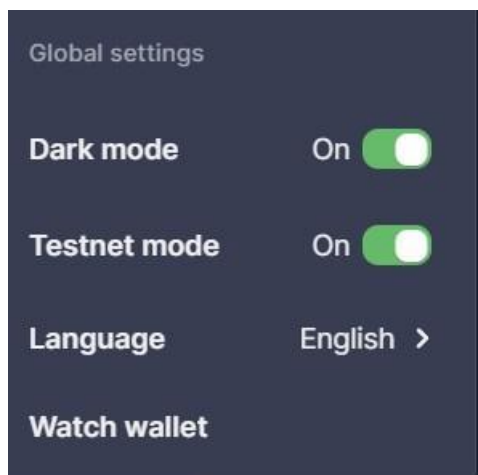 Global settings
Dark mode On
Testnet mode On
Language English >
Watch wallet